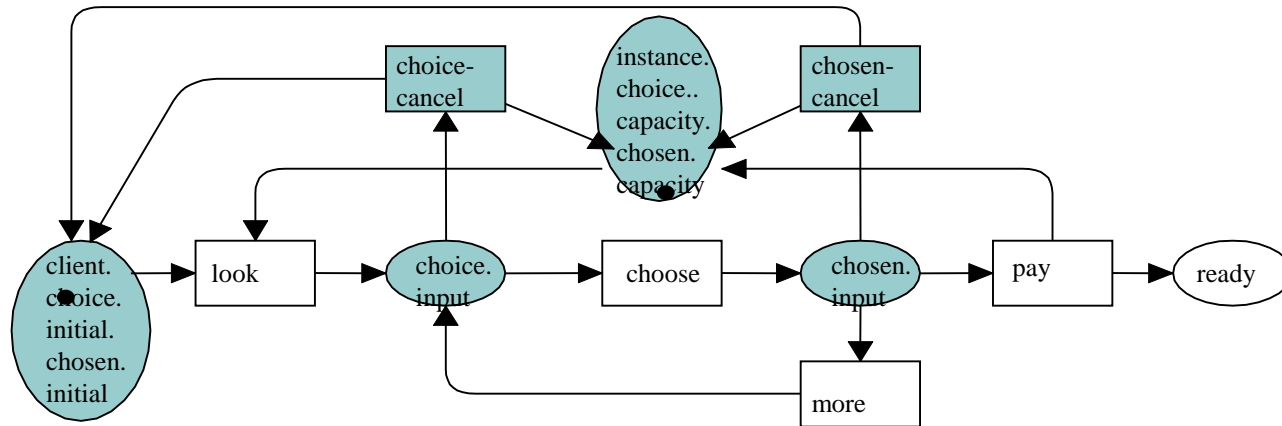 choice-
cancel
instance.
choice..
capacity.
chosen.
capacity
chosen-
cancel
client.
choice.
initial.
chosen.
initial
look
choice.
input
choose
chosen.
input
pay
ready
more